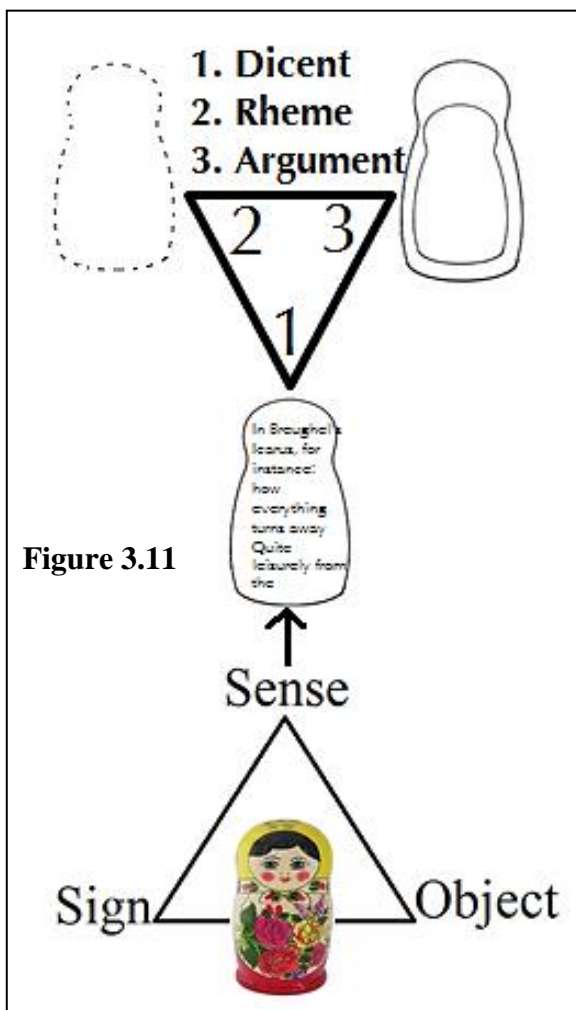 1. Dicent
2. Rheme
3. Argument
2 3
1
In Breughel's
Icarus, for
instance:
how
everything
turns away
Quite
leisurely from
the
Figure 3.11
Sense
Sign Object